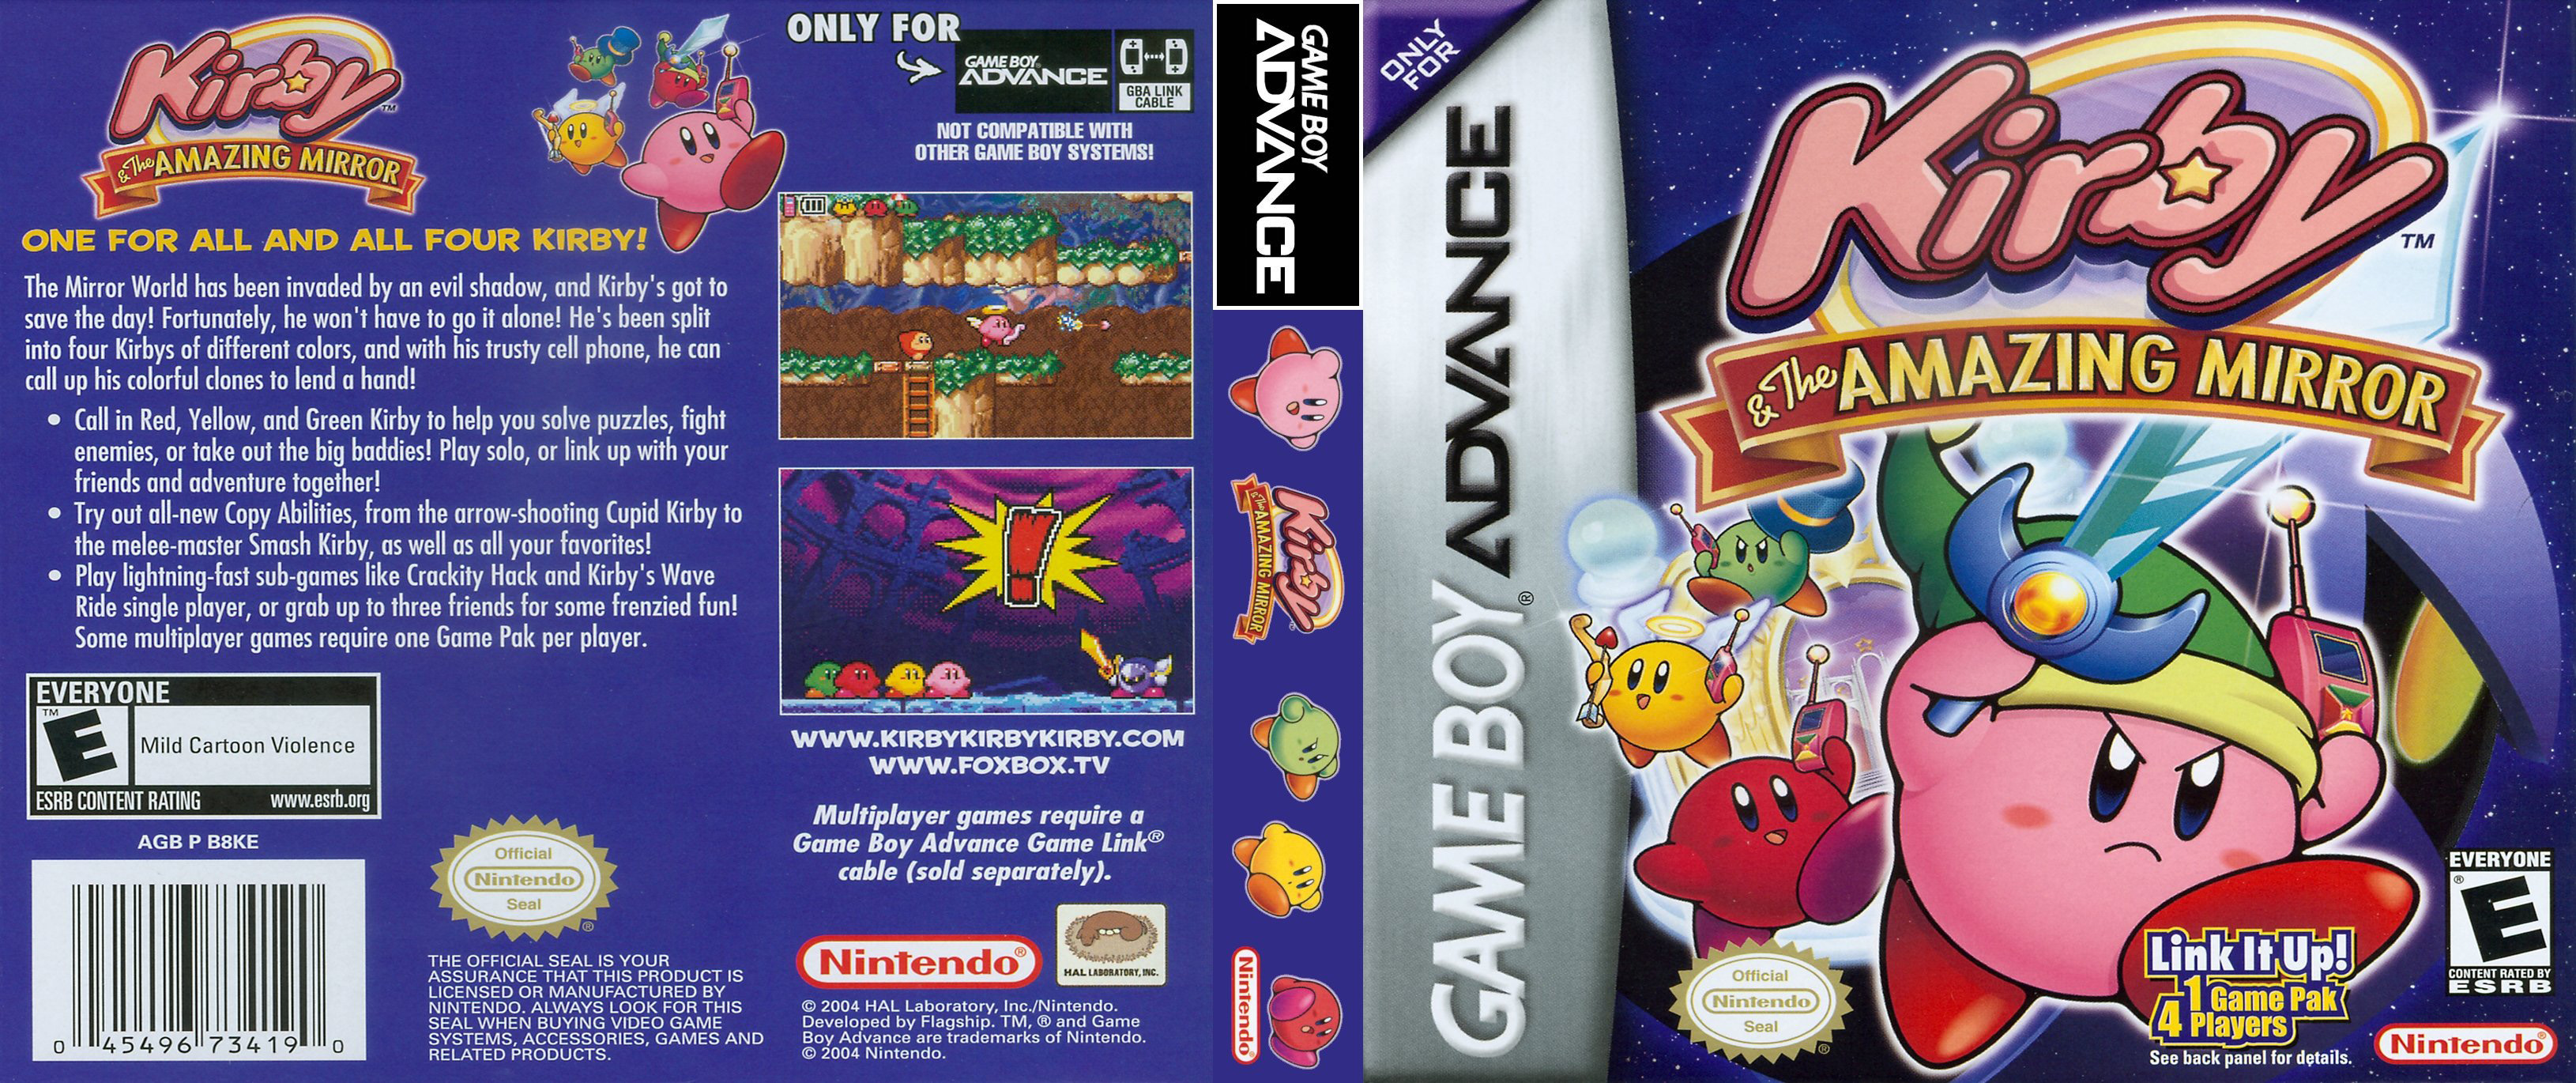 Kirby™
& The AMAZING MIRROR
ONE FOR ALL AND ALL FOUR KIRBY!
The Mirror World has been invaded by an evil shadow, and Kirby's got to
save the day! Fortunately, he won't have to go it alone! He's been split
into four Kirbys of different colors, and with his trusty cell phone, he can
call up his colorful clones to lend a hand!
• Call in Red, Yellow, and Green Kirby to help you solve puzzles, fight
enemies, or take out the big baddies! Play solo, or link up with your
friends and adventure together!
• Try out all-new Copy Abilities, from the arrow-shooting Cupid Kirby to
the melee-master Smash Kirby, as well as all your favorites!
• Play lightning-fast sub-games like Crackity Hack and Kirby's Wave
Ride single player, or grab up to three friends for some frenzied fun!
Some multiplayer games require one Game Pak per player.
EVERYONE
™
E
Mild Cartoon Violence
ESRB CONTENT RATING www.esrb.org
AGB P B8KE
0 45496 73419 0
Official
Nintendo
Seal
®
THE OFFICIAL SEAL IS YOUR
ASSURANCE THAT THIS PRODUCT IS
LICENSED OR MANUFACTURED BY
NINTENDO. ALWAYS LOOK FOR THIS
SEAL WHEN BUYING VIDEO GAME
SYSTEMS, ACCESSORIES, GAMES AND
RELATED PRODUCTS.
ONLY FOR
GAME BOY
ADVANCE
GBA LINK
CABLE
NOT COMPATIBLE WITH
OTHER GAME BOY SYSTEMS!
!
WWW.KIRBYKIRBYKIRBY.COM
WWW.FOXBOX.TV
Multiplayer games require a
Game Boy Advance Game Link®
cable (sold separately).
Nintendo®
HAL LABORATORY, INC.
© 2004 HAL Laboratory, Inc./Nintendo.
Developed by Flagship. TM, ® and Game
Boy Advance are trademarks of Nintendo.
© 2004 Nintendo.
GAME BOY
ADVANCE
Kirby
& The AMAZING MIRROR
Nintendo
ONLY
FOR
GAME BOY® ADVANCE
Kirby™
& The AMAZING MIRROR
Official
Nintendo
Seal
®
Link It Up!
1 Game Pak
4 Players
See back panel for details.
EVERYONE
®
E
CONTENT RATED BY
ESRB
Nintendo®